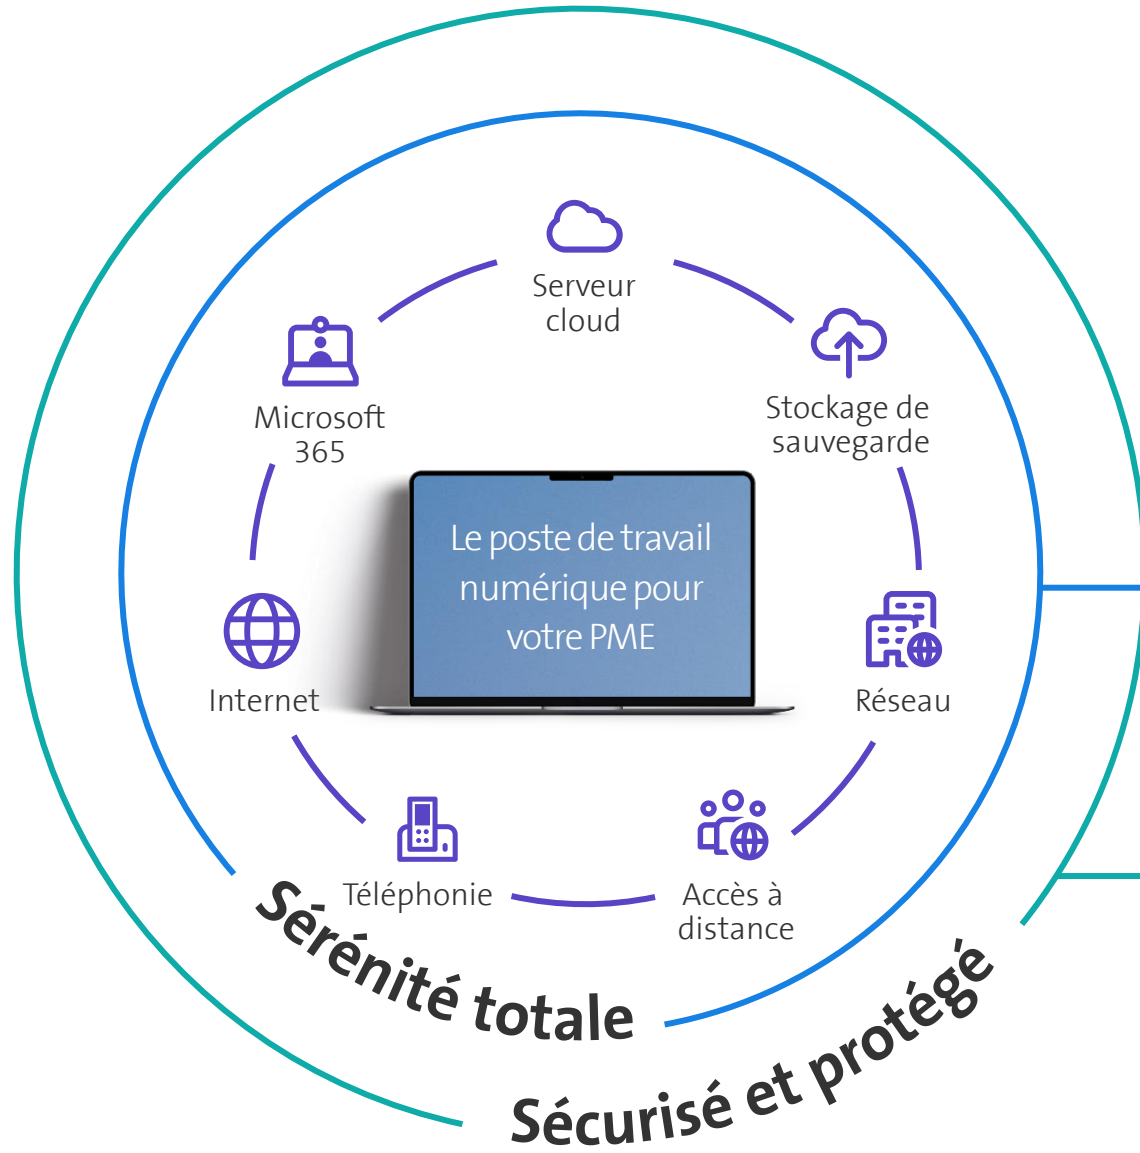 Serveur
cloud
Stockage de
sauvegarde
Microsoft
365
Le poste de travail
numérique pour
votre PME
Internet
Réseau
Téléphonie
Accès à
distance
Sérénité totale
Sécurisé et protégé